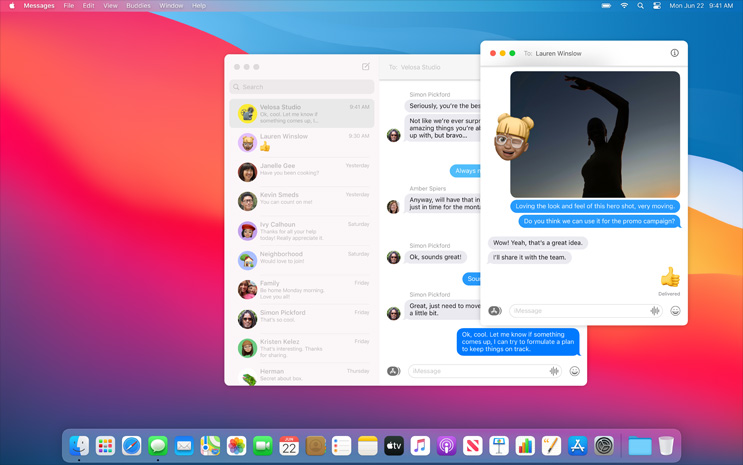 Messages File Edit View Buddies Window Help
Mon Jun 22 9:41 AM
Search
Velosa Studio 9:41 AM
Ok, cool. Let me know if
something comes up, I…
Lauren Winslow 9:30 AM
Janelle Gee Yesterday
Have you been cooking?
Kevin Smeds Yesterday
You can count on me!
Ivy Calhoun Saturday
Thanks for all your help
today! Really appreciate it.
Neighborhood Saturday
Would love to join!
Family Friday
Be home Monday morning.
Love you all!
Simon Pickford Friday
That's so cool.
Kristen Kelez Friday
That's interesting. Thanks
for sharing.
Herman Thursday
Secret about box.
To: Velosa Studio
Simon Pickford
Seriously, you're the bes
Not like we're ever surpr
amazing things you're al
up with, but bravo...
Always
Amber Spiers
Anyway, will have that in
just in time for the mont
Simon Pickford
Ok, sounds great!
Soun
Simon Pickford
Great, just need to move
a little bit.
Ok, cool. Let me know if something
comes up, I can try to formulate a plan
to keep things on track.
iMessage
To: Lauren Winslow
Loving the look and feel of this hero shot, very moving.
Do you think we can use it for the promo campaign?
Wow! Yeah, that's a great idea.
I'll share it with the team.
Delivered
iMessage
JUN
22
tv